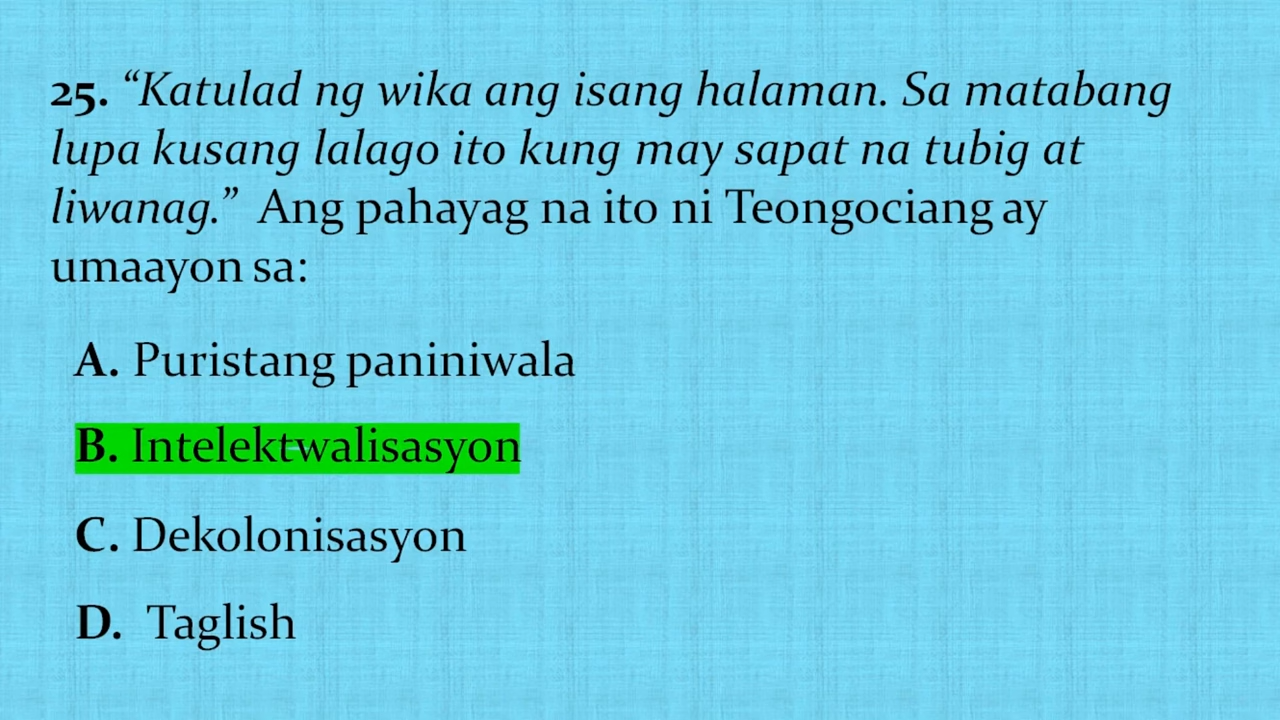 25. “Katulad ng wika ang isang halaman. Sa matabang
lupa kusang lalago ito kung may sapat na tubig at
liwanag.” Ang pahayag na ito ni Teongociang ay
umaayon sa:
A. Puristang paniniwala
B. Intelektwalisasyon
C. Dekolonisasyon
D. Taglish